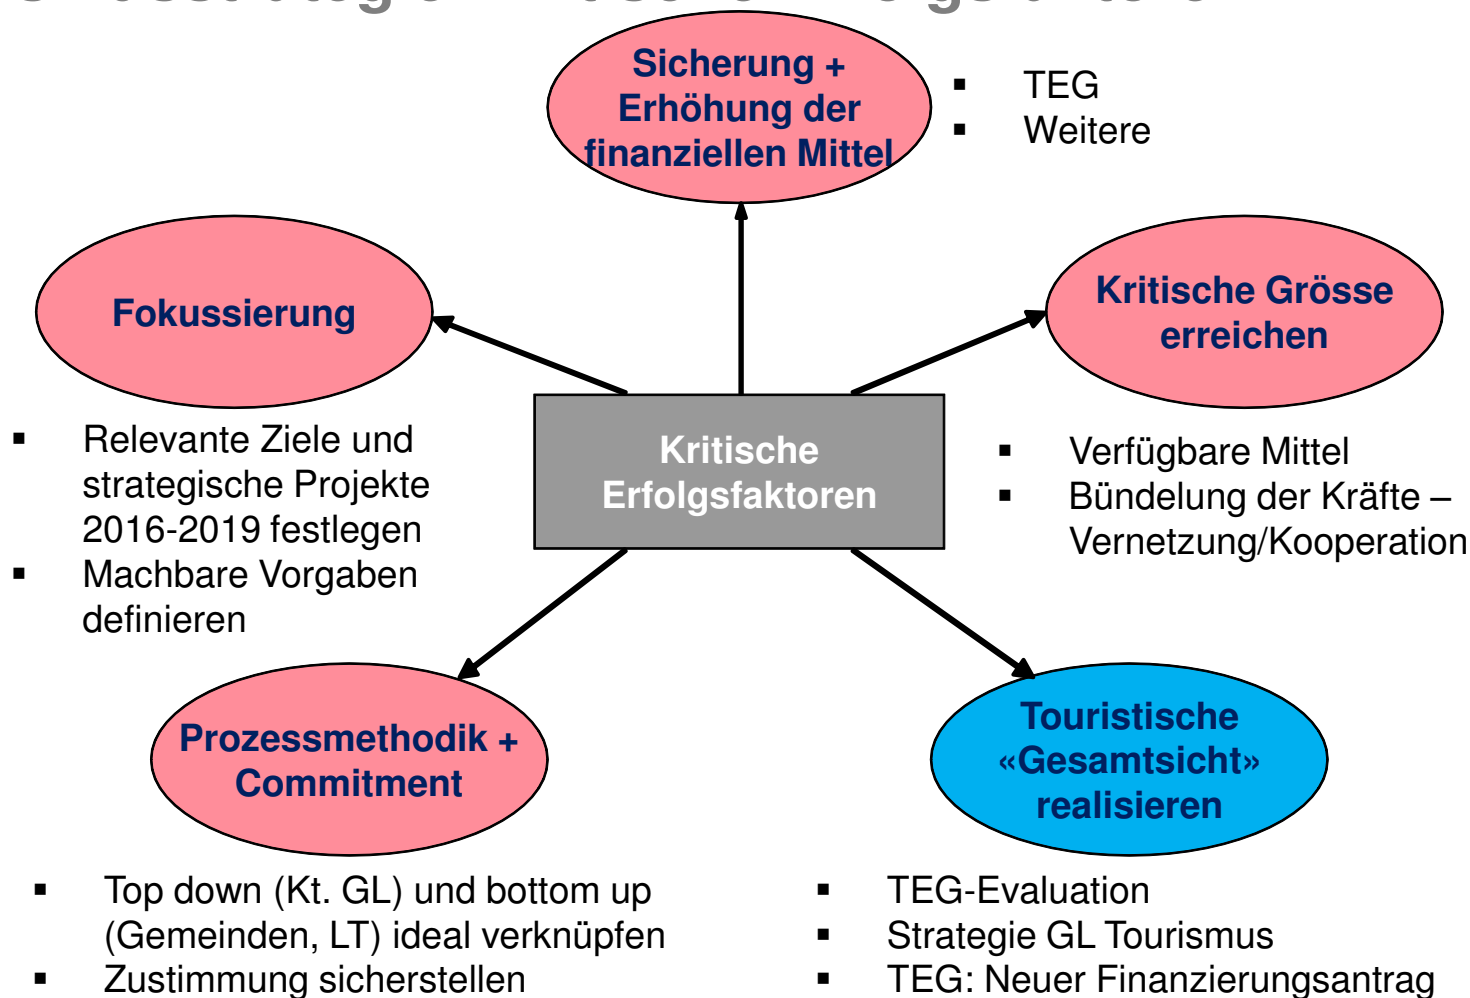 Sicherung +
Erhöhung der
finanziellen Mittel
▪ TEG
▪ Weitere
Fokussierung
Kritische Grösse
erreichen
▪ Relevante Ziele und
strategische Projekte
2016-2019 festlegen
▪ Machbare Vorgaben
definieren
Kritische
Erfolgsfaktoren
▪ Verfügbare Mittel
▪ Bündelung der Kräfte –
Vernetzung/Kooperation
Prozessmethodik +
Commitment
Touristische
«Gesamtsicht»
realisieren
▪ Top down (Kt. GL) und bottom up
(Gemeinden, LT) ideal verknüpfen
▪ Zustimmung sicherstellen
▪ TEG-Evaluation
▪ Strategie GL Tourismus
▪ TEG: Neuer Finanzierungsantrag